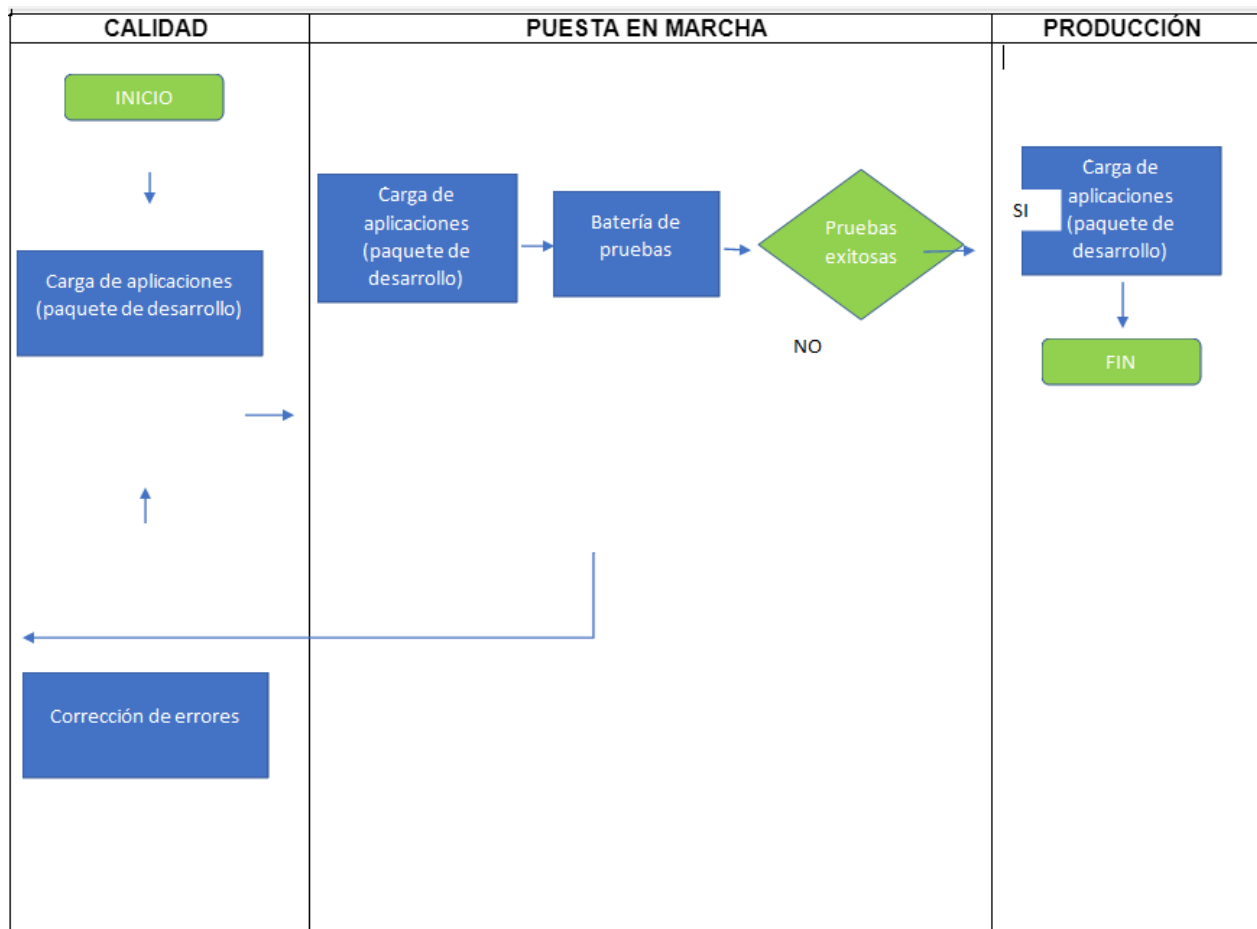 CALIDAD
PUESTA EN MARCHA
PRODUCCIÓN
INICIO
Carga de aplicaciones
(paquete de desarrollo)
Corrección de errores
Carga de
aplicaciones
(paquete de
desarrollo)
Batería de
pruebas
Pruebas
exitosas
NO
SI
Carga de
aplicaciones
(paquete de
desarrollo)
FIN